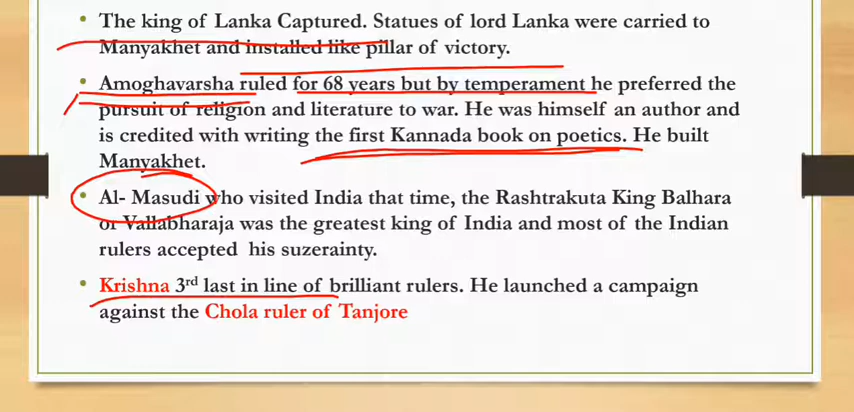 • The king of Lanka Captured. Statues of lord Lanka were carried to
Manyakhet and installed like pillar of victory.
• Amoghavarsha ruled for 68 years but by temperament he preferred the
pursuit of religion and literature to war. He was himself an author and
is credited with writing the first Kannada book on poetics. He built
Manyakhet.
• Al- Masudi who visited India that time, the Rashtrakuta King Balhara
or Vallabharaja was the greatest king of India and most of the Indian
rulers accepted his suzerainty.
• Krishna 3rd last in line of brilliant rulers. He launched a campaign
against the Chola ruler of Tanjore